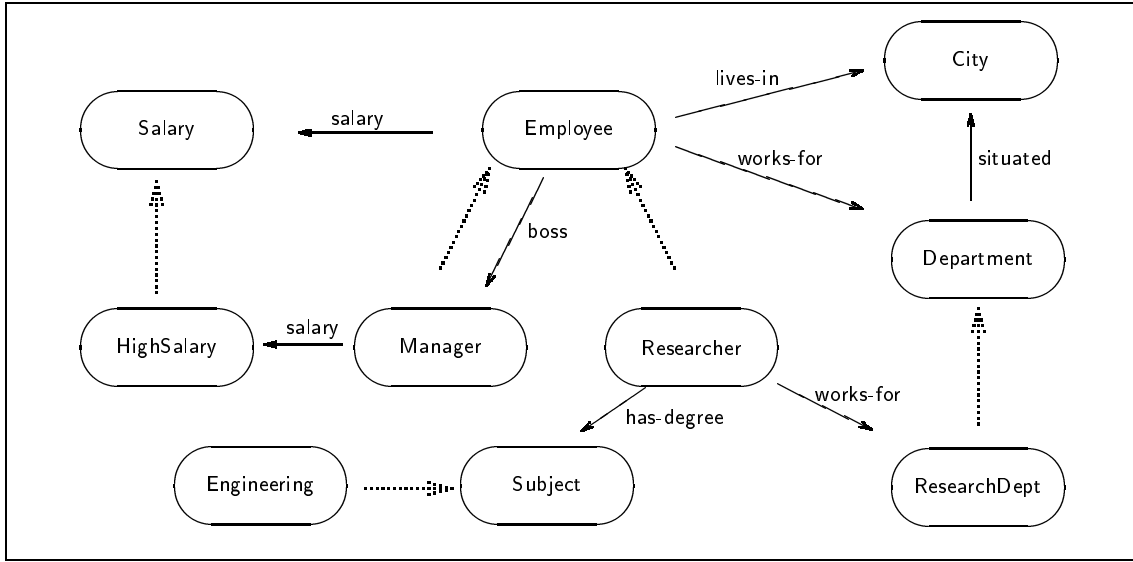 City
lives-in
Salary
salary
Employee
works-for
situated
boss
Department
HighSalary
salary
Manager
Researcher
works-for
has-degree
Engineering
Subject
ResearchDept